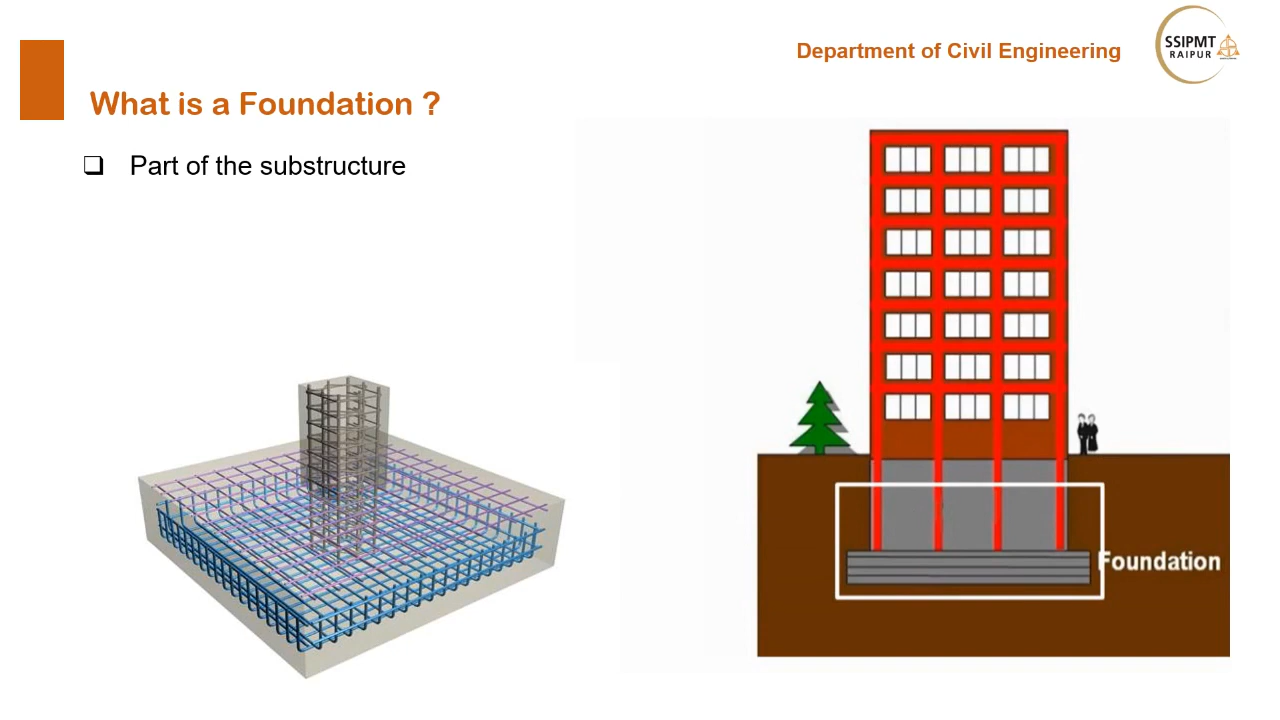 Department of Civil Engineering
SSIPMT
RAIPUR
What is a Foundation ?
❑ Part of the substructure
Foundation